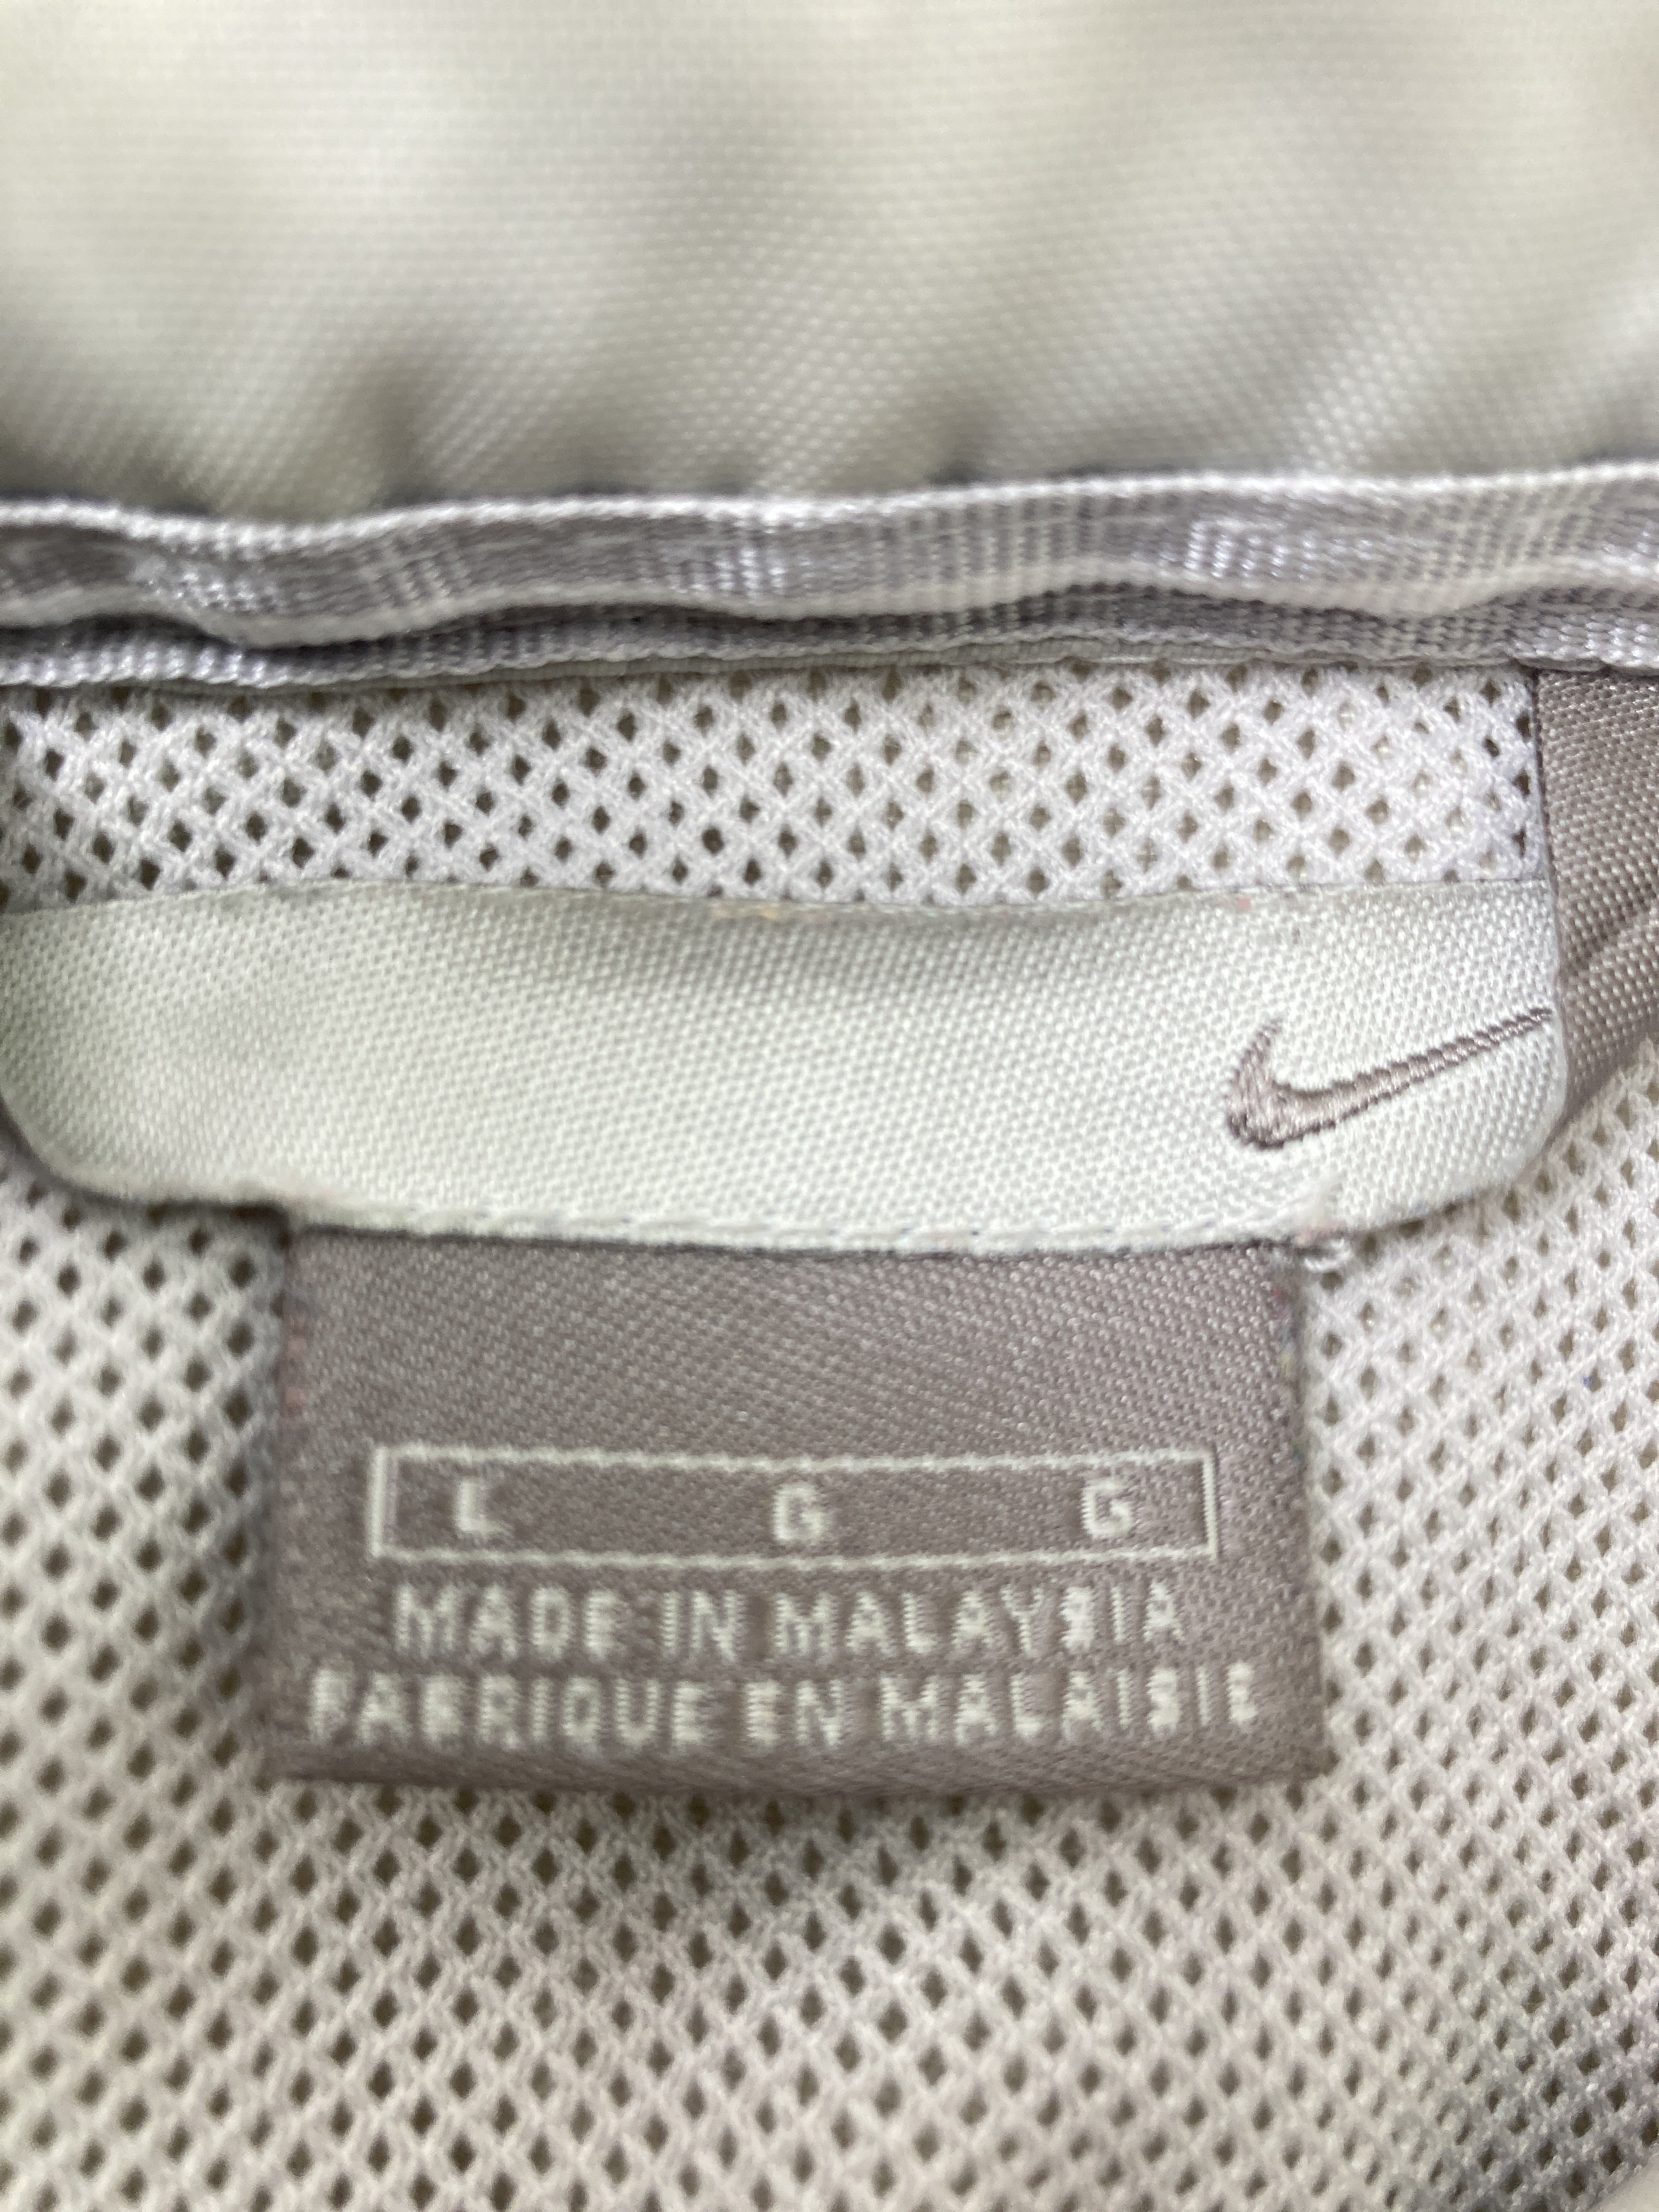 L G G
MADE IN MALAYSIA
FABRIQUE EN MALAISIE